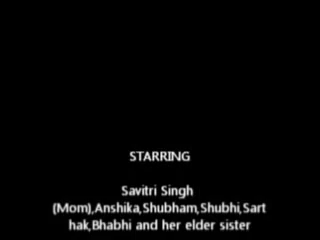 STARRING
Savitri Singh
(Mom),Anshika,Shubham,Shubhi,Sart
hak,Bhabhi and her elder sister